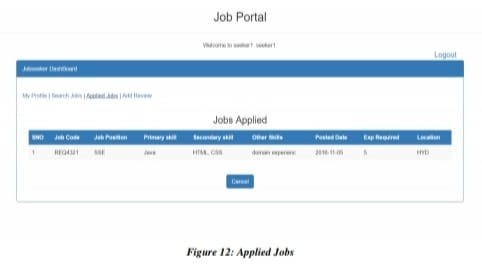 Job Portal
Welcome to seeker1 seeker1
Logout
Jobseeker DashBoard
My Profile | Search Jobs | Applied Jobs | Add Review
Jobs Applied
SNO Job Code Job Position Primary skill Secondary skill Other Skills Posted Date Exp Required Location
1 REQ4321 SSE Java HTML, CSS domain experienc 2016-11-05 5 HYD
Cancel
Figure 12: Applied Jobs